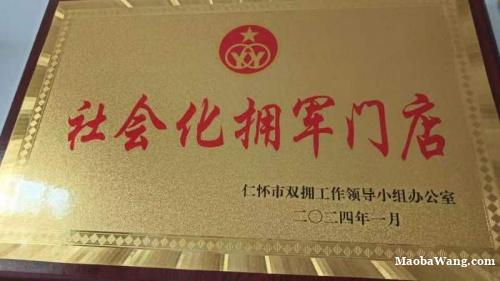 社会化拥军门店
仁怀市双拥工作领导小组办公室
二〇二四年一月
MaobaWang.com